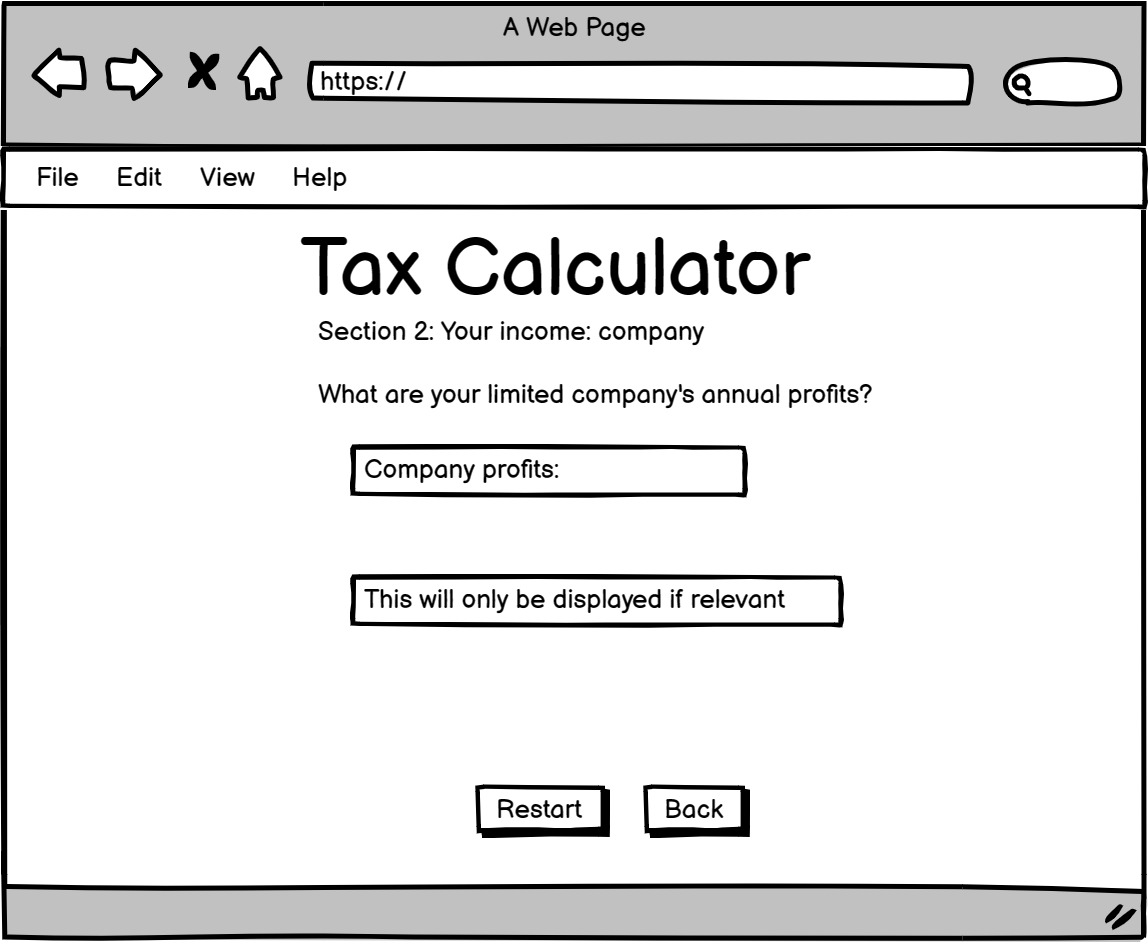 A Web Page
https://
File Edit View Help
Tax Calculator
Section 2: Your income: company
What are your limited company's annual profits?
Company profits:
This will only be displayed if relevant
Restart Back